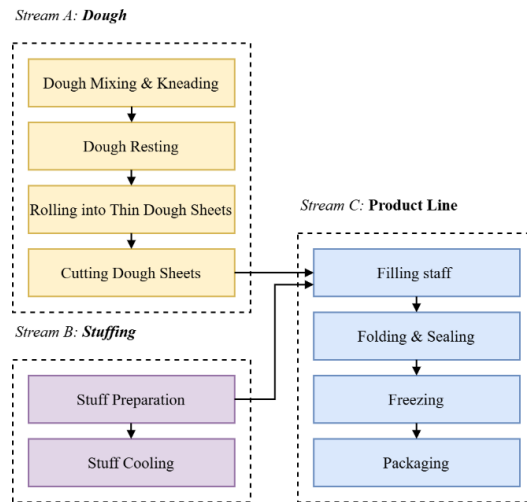 Stream A: Dough
Dough Mixing & Kneading
Dough Resting
Rolling into Thin Dough Sheets
Cutting Dough Sheets
Stream B: Stuffing
Stuff Preparation
Stuff Cooling
Stream C: Product Line
Filling staff
Folding & Sealing
Freezing
Packaging